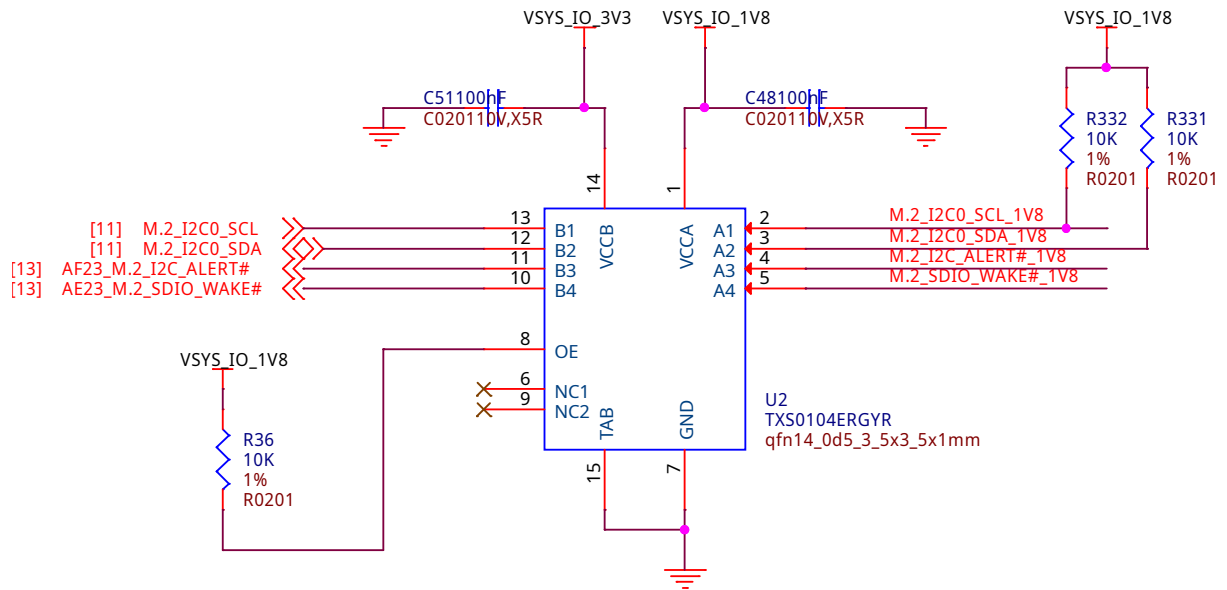 VSYS_IO_3V3
VSYS_IO_1V8
VSYS_IO_1V8
C51100nF
C020110V,X5R
C48100nF
C020110V,X5R
R332
10K
1%
R0201
R331
10K
1%
R0201
14
1
[11] M.2_I2C0_SCL
13
B1
VCCB
VCCA
A1
2
M.2_I2C0_SCL_1V8
[11] M.2_I2C0_SDA
12
B2
A2
3
M.2_I2C0_SDA_1V8
[13] AF23_M.2_I2C_ALERT#
11
B3
A3
4
M.2_I2C_ALERT#_1V8
[13] AE23_M.2_SDIO_WAKE#
10
B4
A4
5
M.2_SDIO_WAKE#_1V8
8
OE
VSYS_IO_1V8
6
NC1
9
NC2
TAB
GND
U2
TXS0104ERGYR
qfn14_0d5_3_5x3_5x1mm
R36
10K
1%
R0201
15
7